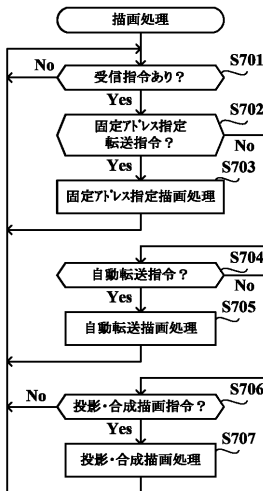 描画処理
S701
No
受信指令あり?
Yes
S702
固定アドレス指定
転送指令?
No
Yes
S703
固定アドレス指定描画処理
S704
自動転送指令?
No
Yes
S705
自動転送描画処理
S706
No
投影・合成描画指令?
Yes
S707
投影・合成描画処理